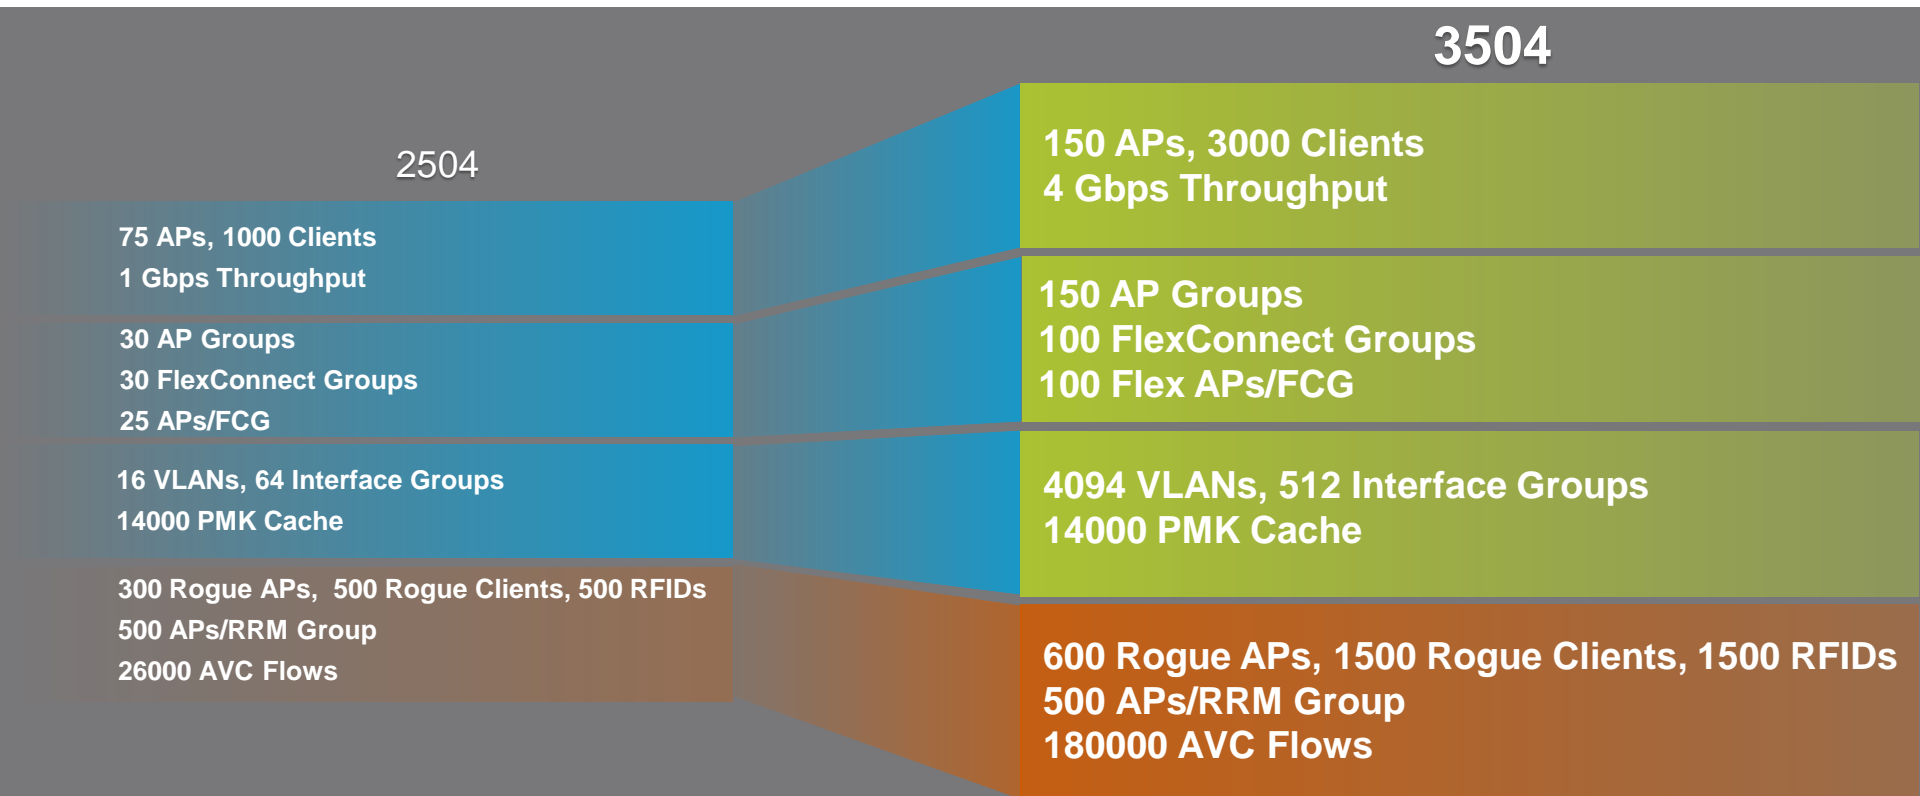 2504
75 APs, 1000 Clients
1 Gbps Throughput
30 AP Groups
30 FlexConnect Groups
25 APs/FCG
16 VLANs, 64 Interface Groups
14000 PMK Cache
300 Rogue APs,  500 Rogue Clients, 500 RFIDs
500 APs/RRM Group
26000 AVC Flows
3504
150 APs, 3000 Clients
4 Gbps Throughput
150 AP Groups
100 FlexConnect Groups
100 Flex APs/FCG
4094 VLANs, 512 Interface Groups
14000 PMK Cache
600 Rogue APs, 1500 Rogue Clients, 1500 RFIDs
500 APs/RRM Group
180000 AVC Flows